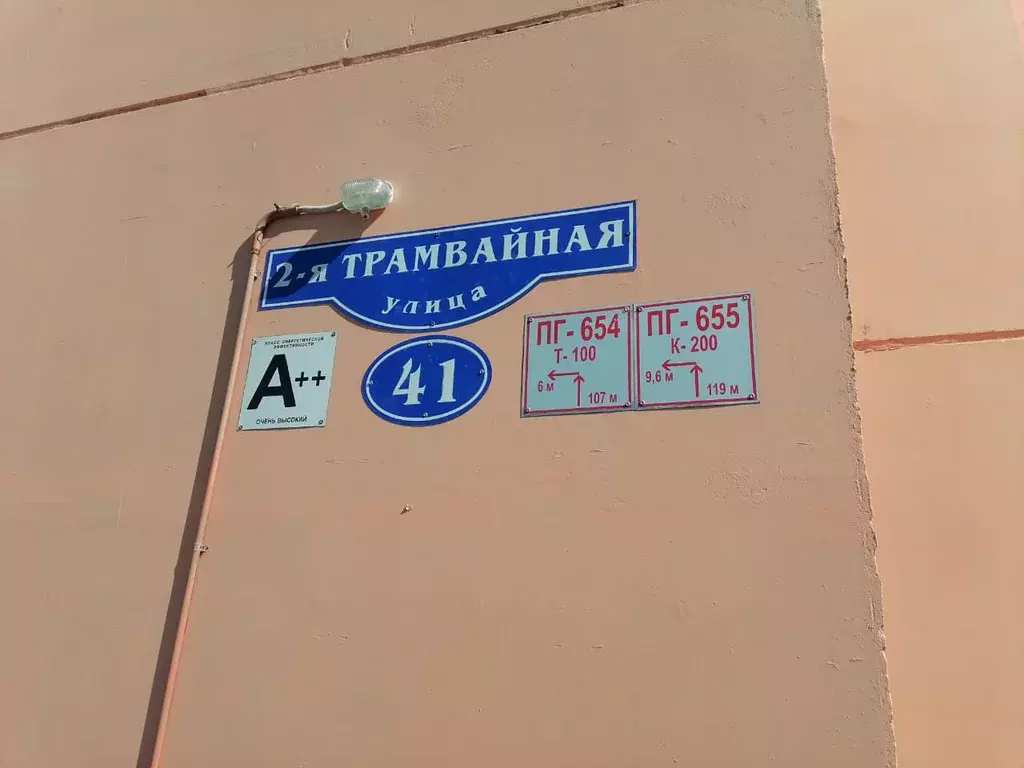 2-Я ТРАМВАЙНАЯ
улица
41
КЛАСС ЭНЕРГЕТИЧЕСКОЙ
ЭФФЕКТИВНОСТИ
A++
ОЧЕНЬ ВЫСОКИЙ
ПГ- 654
Т- 100
6 м
107 м
ПГ- 655
К- 200
9,6 м
119 м